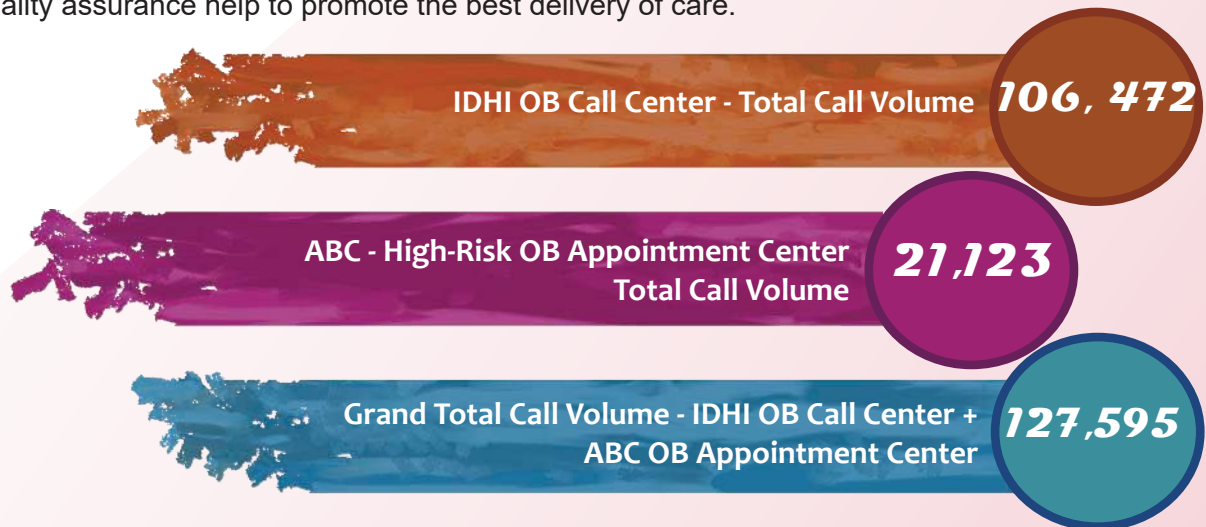 ality assurance help to promote the best delivery of care.
IDHI OB Call Center - Total Call Volume
106, 472
ABC - High-Risk OB Appointment Center
Total Call Volume
21,123
Grand Total Call Volume - IDHI OB Call Center +
ABC OB Appointment Center
127,595